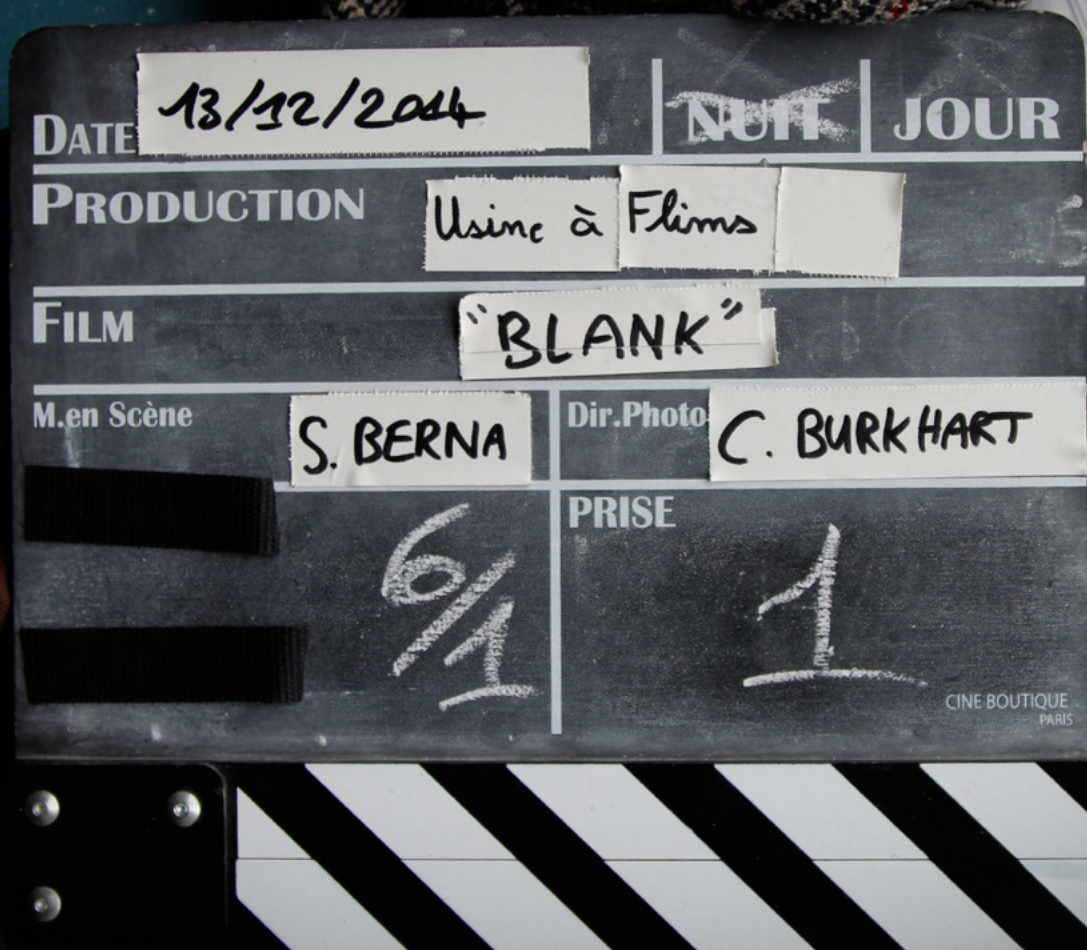 DATE 13/12/2014 NUIT JOUR
PRODUCTION Usine à Flims
FILM "BLANK"
M.en Scène S. BERNA Dir.Photo C. BURKHART
6/1 PRISE 1
CINE BOUTIQUE
PARIS